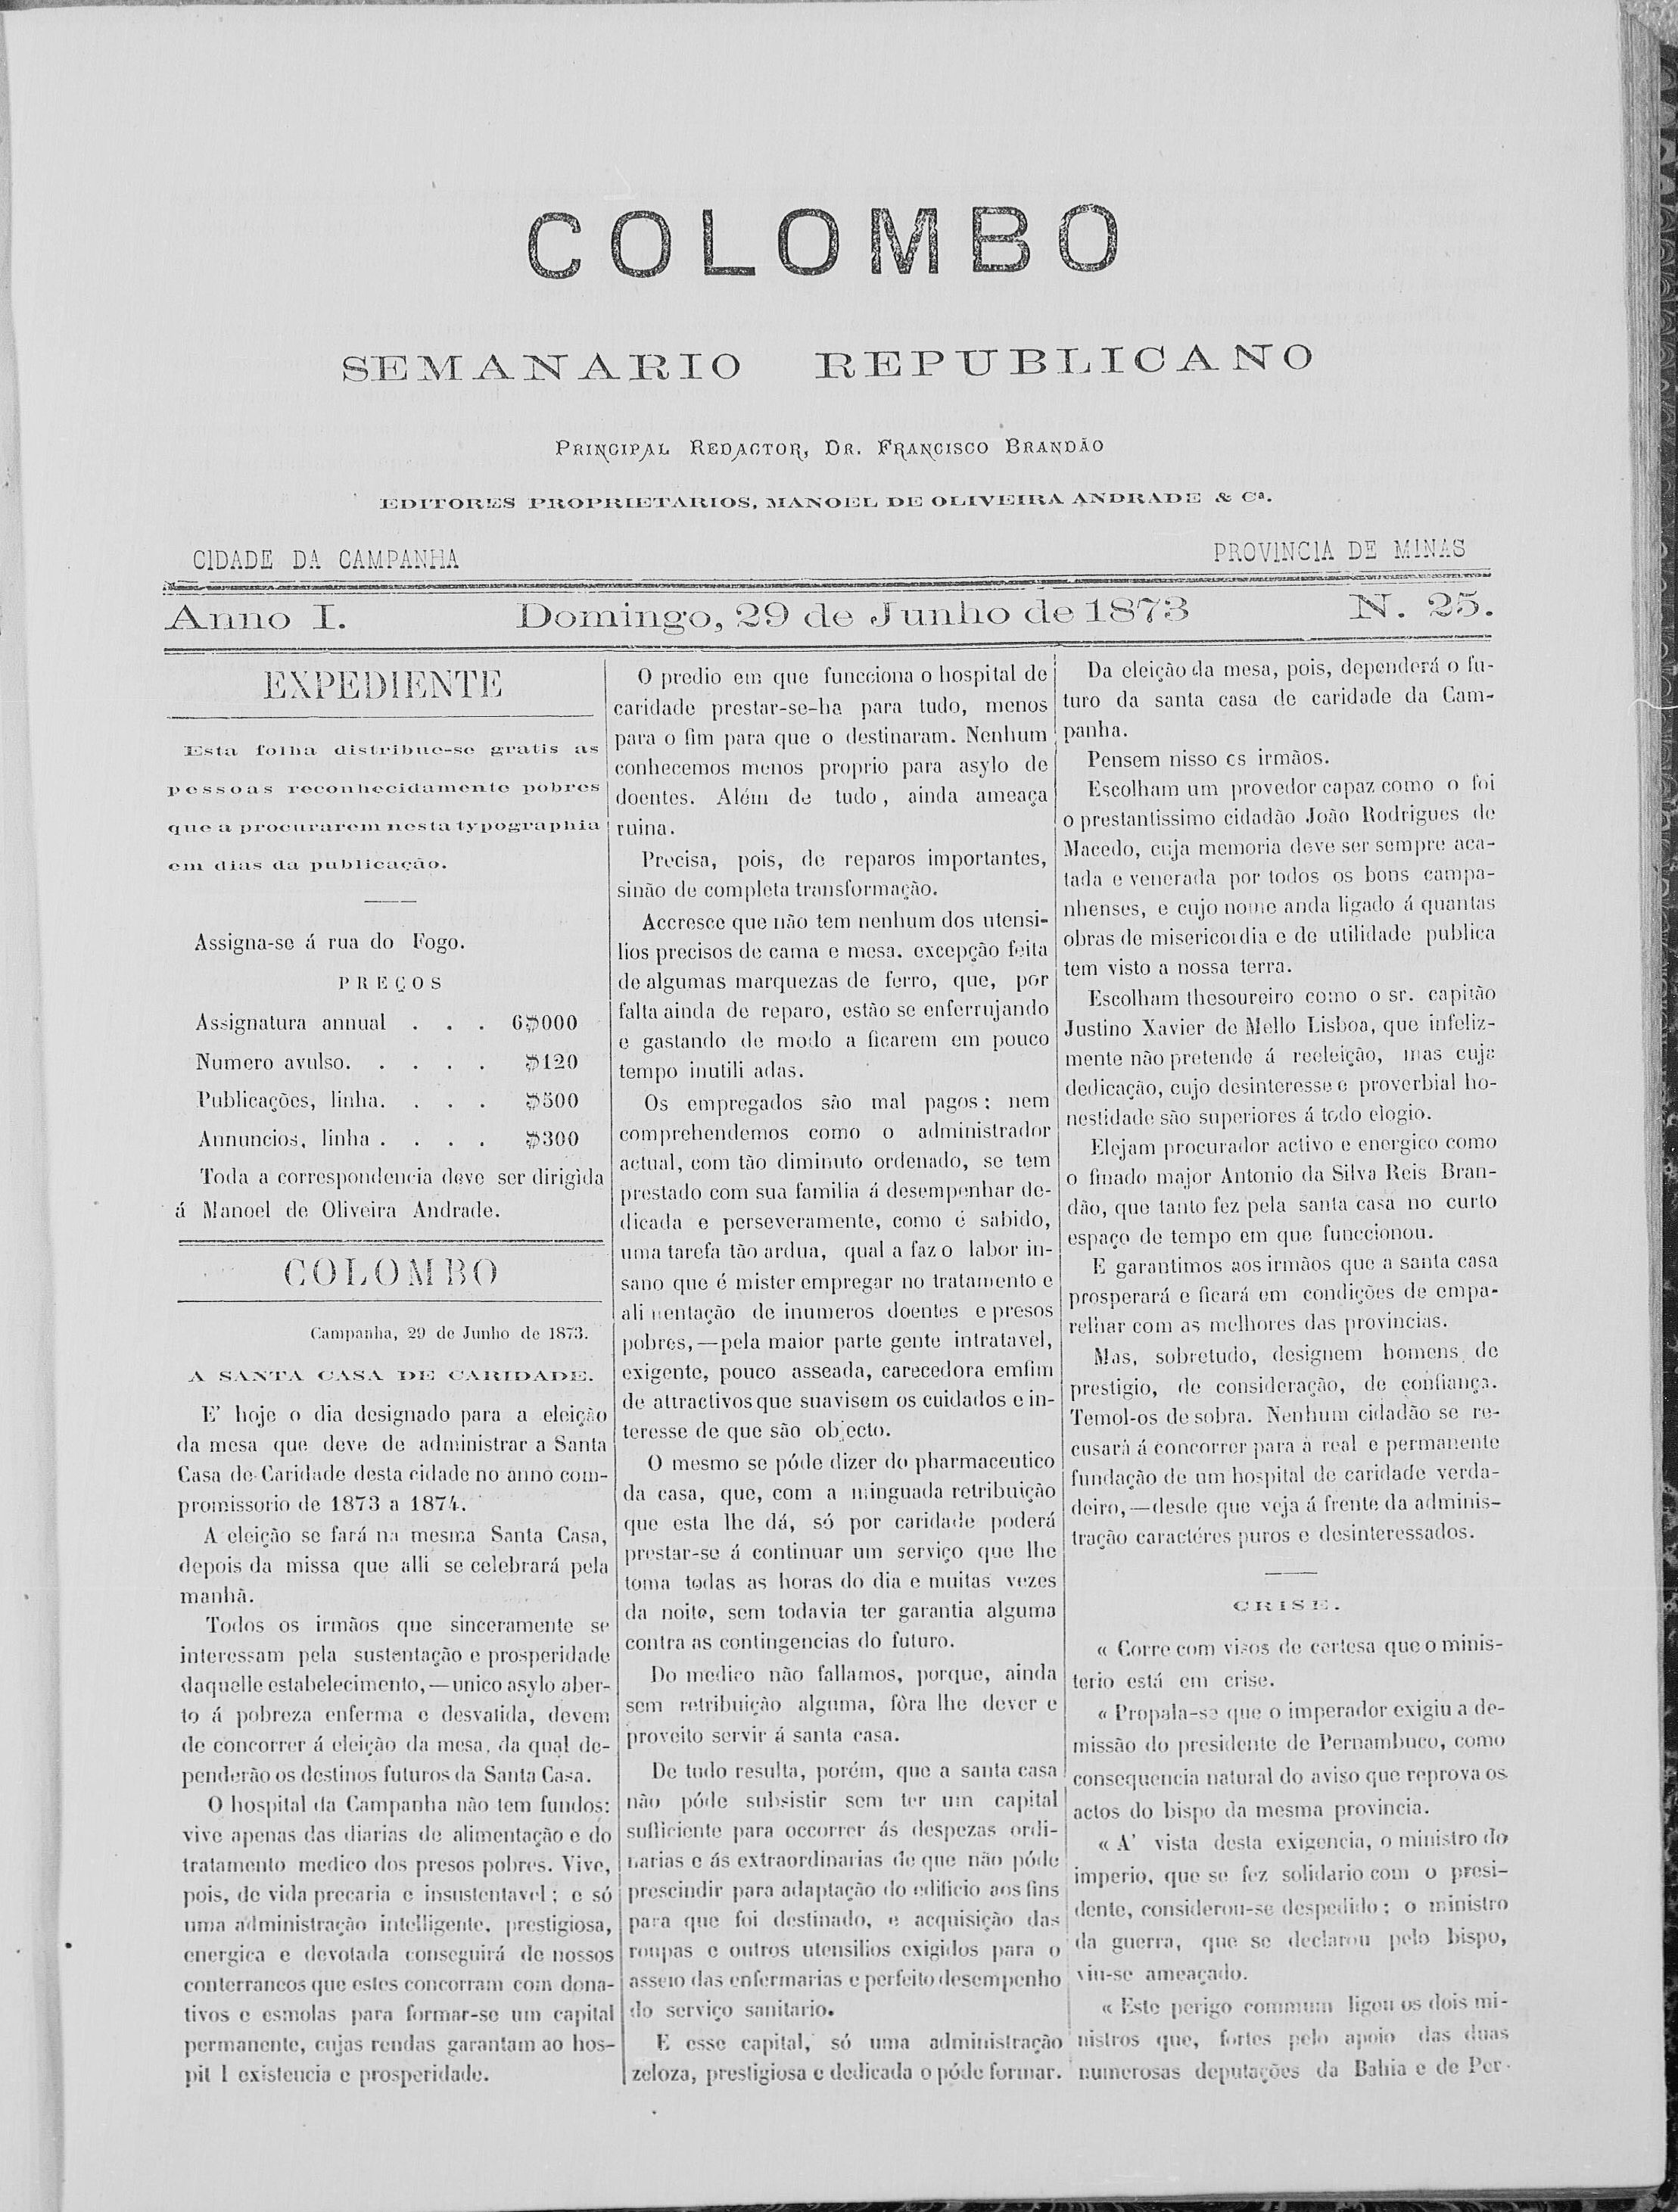 COLOMBO
SEMANARIO REPUBLICANO
PRINCIPAL REDACTOR, DR. FRANCISCO BRANDÃO
EDITORES PROPRIETARIOS, MANOEL DE OLIVEIRA ANDRADE & Cª.
CIDADE DA CAMPANHA
PROVINCIA DE MINAS
Anno I. Domingo, 29 de Junho de 1873 N. 25.
EXPEDIENTE
Esta folha distribue-se gratis as
pessoas reconhecidamente pobres
que a procurarem nesta typographia
em dias da publicação.
Assigna-se á rua do Fogo.
PREÇOS
Assignatura annual . . . 6$000
Numero avulso. . . . . $120
Publicações, linha. . . . $500
Annuncios, linha . . . . $300
Toda a correspondencia deve ser dirigida
á Manoel de Oliveira Andrade.
COLOMBO
Campanha, 29 de Junho de 1873.
A SANTA CASA DE CARIDADE.
E' hoje o dia designado para a eleição
da mesa que deve de administrar a Santa
Casa de Caridade desta cidade no anno com-
promissorio de 1873 a 1874.
A eleição se fará na mesma Santa Casa,
depois da missa que alli se celebrará pela
manhã.
Todos os irmãos que sinceramente se
interessam pela sustentação e prosperidade
daquelle estabelecimento,—unico asylo aber-
to á pobreza enferma e desvalida, devem
de concorrer á eleição da mesa, da qual de-
penderão os destinos futuros da Santa Casa.
O hospital da Campanha não tem fundos:
vive apenas das diarias de alimentação e do
tratamento medico dos presos pobres. Vive,
pois, de vida precaria e insustentavel; e só
uma administração intelligente, prestigiosa,
energica e devotada conseguirá de nossos
conterraneos que estes concorram com dona-
tivos e esmolas para formar-se um capital
permanente, cujas rendas garantam ao hos-
pit l existencia e prosperidade.
O predio em que funcciona o hospital de
caridade prestar-se-ha para tudo, menos
para o fim para que o destinaram. Nenhum
conhecemos menos proprio para asylo de
doentes. Além de tudo, ainda ameaça
ruina.
Precisa, pois, de reparos importantes,
sinão de completa transformação.
Accresce que não tem nenhum dos utensi-
lios precisos de cama e mesa, excepção feita
de algumas marquezas de ferro, que, por
falta ainda de reparo, estão se enferrujando
e gastando de modo a ficarem em pouco
tempo inutili adas.
Os empregados são mal pagos: nem
comprehendemos como o administrador
actual, com tão diminuto ordenado, se tem
prestado com sua familia á desempenhar de-
dicada e perseveramente, como é sabido,
uma tarefa tão ardua, qual a faz o labor in-
sano que é mister empregar no tratamento e
ali nentação de inumeros doentes e presos
pobres,—pela maior parte gente intratavel,
exigente, pouco asseada, carecedora emfim
de attractivos que suavisem os cuidados e in-
teresse de que são objecto.
O mesmo se póde dizer do pharmaceutico
da casa, que, com a minguada retribuição
que esta lhe dá, só por caridade poderá
prestar-se á continuar um serviço que lhe
toma todas as horas do dia e muitas vezes
da noite, sem todavia ter garantia alguma
contra as contingencias do futuro.
Do medico não fallamos, porque, ainda
sem retribuição alguma, fôra lhe dever e
proveito servir á santa casa.
De tudo resulta, porém, que a santa casa
não póde subsistir sem ter um capital
sufficiente para occorrer ás despezas ordi-
narias e ás extraordinarias de que não póde
prescindir para adaptação do edificio aos fins
para que foi destinado, e acquisição das
roupas e outros utensilios exigidos para o
asseio das enfermarias e perfeito desempenho
do serviço sanitario.
E esse capital, só uma administração
zeloza, prestigiosa e dedicada o póde formar.
Da eleição da mesa, pois, dependerá o fu-
turo da santa casa de caridade da Cam-
panha.
Pensem nisso os irmãos.
Escolham um provedor capaz como o foi
o prestantissimo cidadão João Rodrigues de
Macedo, cuja memoria deve ser sempre aca-
tada e venerada por todos os bons campa-
nhenses, e cujo nome anda ligado á quantas
obras de misericordia e de utilidade publica
tem visto a nossa terra.
Escolham thesoureiro como o sr. capitão
Justino Xavier de Mello Lisboa, que infeliz-
mente não pretende á reeleição, mas cuja
dedicação, cujo desinteresse e proverbial ho-
nestidade são superiores á todo elogio.
Elejam procurador activo e energico como
o finado major Antonio da Silva Reis Bran-
dão, que tanto fez pela santa casa no curto
espaço de tempo em que funccionou.
E garantimos aos irmãos que a santa casa
prosperará e ficará em condições de empa-
relhar com as melhores das provincias.
Mas, sobretudo, designem homens de
prestigio, de consideração, de confiança.
Temol-os de sobra. Nenhum cidadão se re-
cusará á concorrer para a real e permanente
fundação de um hospital de caridade verda-
deiro,—desde que veja á frente da adminis-
tração caractéres puros e desinteressados.
CRISE.
« Corre com visos de certesa que o minis-
terio está em crise.
« Propala-se que o imperador exigiu a de-
missão do presidente de Pernambuco, como
consequencia natural do aviso que reprova os
actos do bispo da mesma provincia.
« A' vista desta exigencia, o ministro do
imperio, que se fez solidario com o presi-
dente, considerou-se despedido; o ministro
da guerra, que se declarou pelo bispo,
viu-se ameaçado.
« Este perigo commum ligou os dois mi-
nistros que, fortes pelo apoio das duas
numerosas deputações da Bahia e de Per-